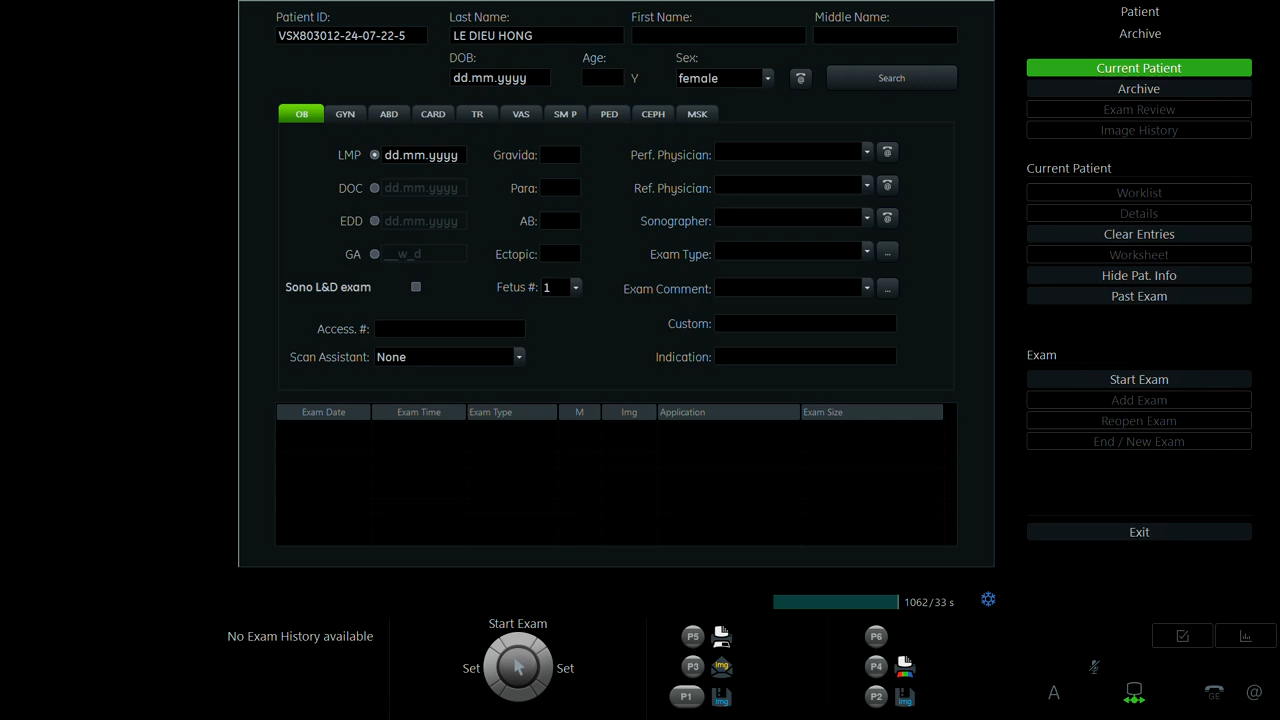 Patient ID: Last Name: First Name: Middle Name:
VSX803012-24-07-22-5 LE DIEU HONG
DOB: Age: Sex:
dd.mm.yyyy Y female Search
OB GYN ABD CARD TR VAS SM P PED CEPH MSK
LMP dd.mm.yyyy Gravida: Perf. Physician:
DOC dd.mm.yyyy Para: Ref. Physician:
EDD dd.mm.yyyy AB: Sonographer:
GA __w_d Ectopic: Exam Type: ...
Sono L&D exam Fetus #: 1 Exam Comment: ...
Access. #: Custom:
Scan Assistant: None Indication:
Exam Date Exam Time Exam Type M Img Application Exam Size
Patient
Archive
Current Patient
Archive
Exam Review
Image History
Current Patient
Worklist
Details
Clear Entries
Worksheet
Hide Pat. Info
Past Exam
Exam
Start Exam
Add Exam
Reopen Exam
End / New Exam
Exit
1062/33 s
No Exam History available
Start Exam
Set Set
P5 P6
P3 Img P4
P1 Img P2 Img
A GE @